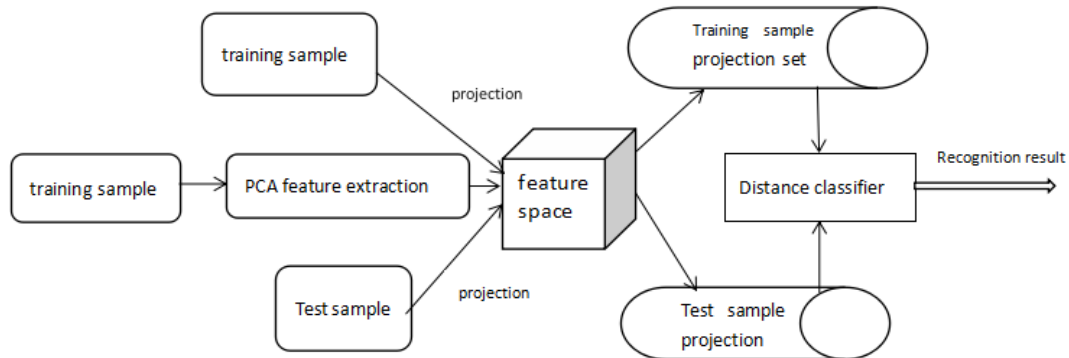 training sample
projection
training sample
PCA feature extraction
feature
space
Test sample
projection
Training sample
projection set
Distance classifier
Recognition result
Test sample
projection